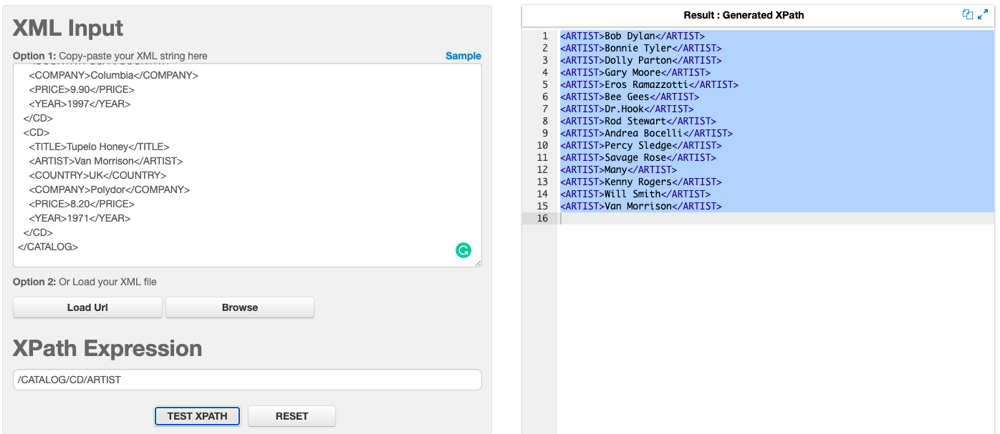 XML Input
Option 1: Copy-paste your XML string here
Sample
<COMPANY>Columbia</COMPANY>
<PRICE>9.90</PRICE>
<YEAR>1997</YEAR>
</CD>
<CD>
<TITLE>Tupelo Honey</TITLE>
<ARTIST>Van Morrison</ARTIST>
<COUNTRY>UK</COUNTRY>
<COMPANY>Polydor</COMPANY>
<PRICE>8.20</PRICE>
<YEAR>1971</YEAR>
</CD>
</CATALOG>
Option 2: Or Load your XML file
Load Url
Browse
XPath Expression
/CATALOG/CD/ARTIST
TEST XPATH
RESET
Result : Generated XPath
1 <ARTIST>Bob Dylan</ARTIST>
2 <ARTIST>Bonnie Tyler</ARTIST>
3 <ARTIST>Dolly Parton</ARTIST>
4 <ARTIST>Gary Moore</ARTIST>
5 <ARTIST>Eros Ramazzotti</ARTIST>
6 <ARTIST>Bee Gees</ARTIST>
7 <ARTIST>Dr.Hook</ARTIST>
8 <ARTIST>Rod Stewart</ARTIST>
9 <ARTIST>Andrea Bocelli</ARTIST>
10 <ARTIST>Percy Sledge</ARTIST>
11 <ARTIST>Savage Rose</ARTIST>
12 <ARTIST>Many</ARTIST>
13 <ARTIST>Kenny Rogers</ARTIST>
14 <ARTIST>Will Smith</ARTIST>
15 <ARTIST>Van Morrison</ARTIST>
16